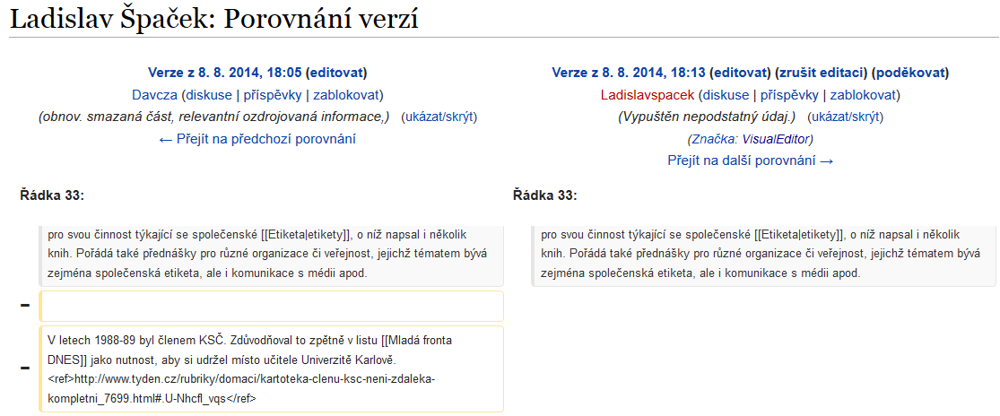 Ladislav Špaček: Porovnání verzí
Verze z 8. 8. 2014, 18:05 (editovat)
Davcza (diskuse | příspěvky | zablokovat)
(obnov. smazaná část, relevantní ozdrojovaná informace,) (ukázat/skrýt)
← Přejít na předchozí porovnání
Verze z 8. 8. 2014, 18:13 (editovat) (zrušit editaci) (poděkovat)
Ladislavspacek (diskuse | příspěvky | zablokovat)
(Vypuštěn nepodstatný údaj.) (ukázat/skrýt)
(Značka: VisualEditor)
Přejít na další porovnání →
Řádka 33:
Řádka 33:
pro svou činnost týkající se společenské [[Etiketa|etikety]], o níž napsal i několik
knih. Pořádá také přednášky pro různé organizace či veřejnost, jejichž tématem bývá
zejména společenská etiketa, ale i komunikace s médii apod.
pro svou činnost týkající se společenské [[Etiketa|etikety]], o níž napsal i několik
knih. Pořádá také přednášky pro různé organizace či veřejnost, jejichž tématem bývá
zejména společenská etiketa, ale i komunikace s médii apod.
−
−
V letech 1988-89 byl členem KSČ. Zdůvodňoval to zpětně v listu [[Mladá fronta
DNES]] jako nutnost, aby si udržel místo učitele Univerzitě Karlově.
<ref>http://www.tyden.cz/rubriky/domaci/kartoteka-clenu-ksc-neni-zdaleka-
kompletni_7699.html#.U-Nhcfl_vqs</ref>